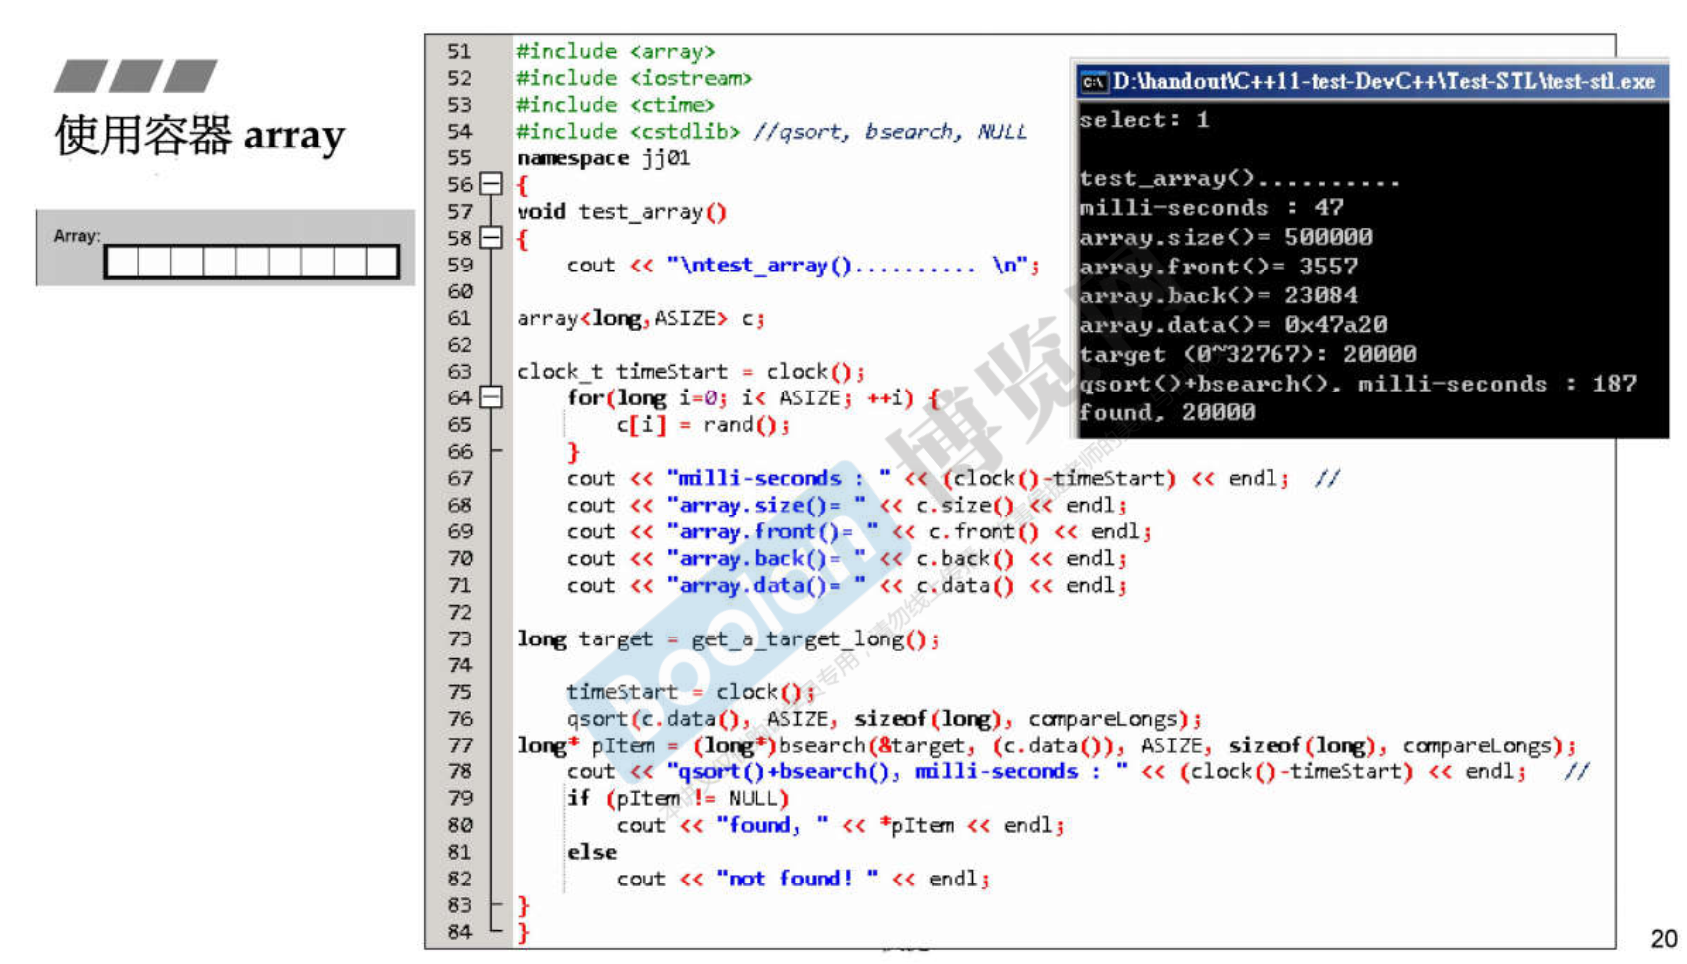 使用容器 array
Array:
51 #include <array>
52 #include <iostream>
53 #include <ctime>
54 #include <cstdlib> //qsort, bsearch, NULL
55 namespace jj01
56 {
57 void test_array()
58 {
59 cout << "\ntest_array().......... \n";
60
61 array<long,ASIZE> c;
62
63 clock_t timeStart = clock();
64 for(long i=0; i< ASIZE; ++i) {
65 c[i] = rand();
66 }
67 cout << "milli-seconds : " << (clock()-timeStart) << endl; //
68 cout << "array.size()= " << c.size() << endl;
69 cout << "array.front()= " << c.front() << endl;
70 cout << "array.back()= " << c.back() << endl;
71 cout << "array.data()= " << c.data() << endl;
72
73 long target = get_a_target_long();
74
75 timeStart = clock();
76 qsort(c.data(), ASIZE, sizeof(long), compareLongs);
77 long* pItem = (long*)bsearch(&target, (c.data()), ASIZE, sizeof(long), compareLongs);
78 cout << "qsort()+bsearch(), milli-seconds : " << (clock()-timeStart) << endl; //
79 if (pItem != NULL)
80 cout << "found, " << *pItem << endl;
81 else
82 cout << "not found! " << endl;
83 }
84 }
D:\handout\C++11-test-DevC++\Test-STL\test-stl.exe
select: 1
test_array()..........
milli-seconds : 47
array.size()= 500000
array.front()= 3557
array.back()= 23084
array.data()= 0x47a20
target (0~32767): 20000
qsort()+bsearch(), milli-seconds : 187
found, 20000
Boolan 博览网
20